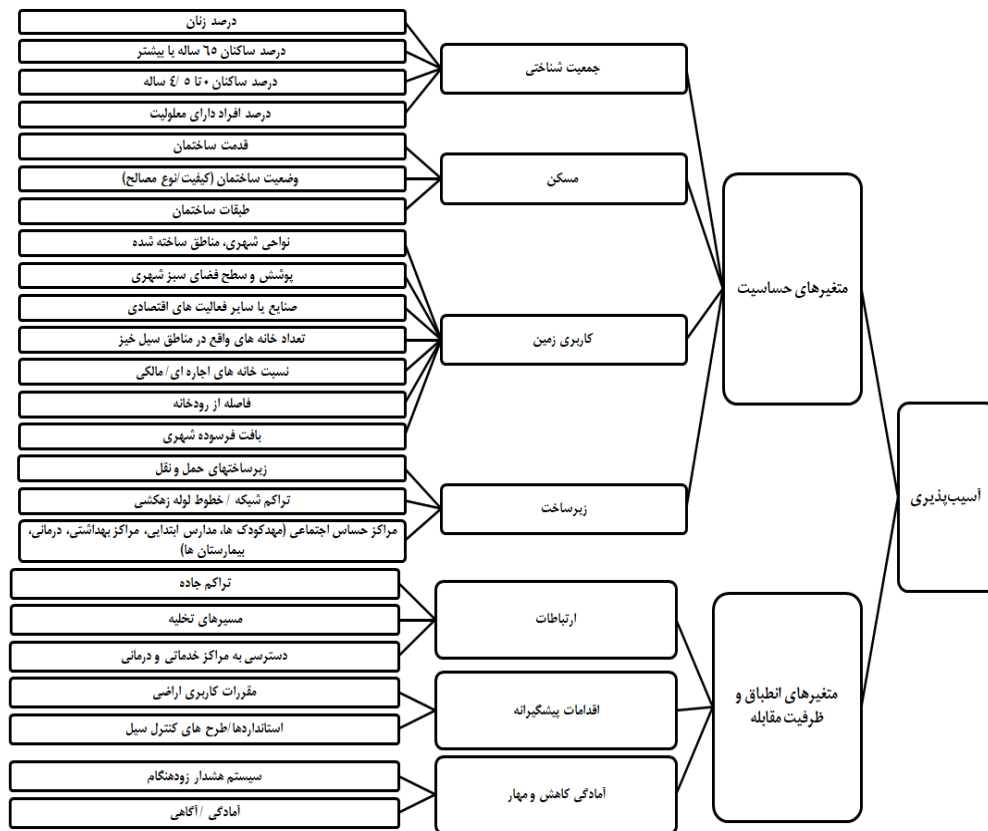 آسیب‌پذیری
متغیرهای حساسیت
جمعیت شناختی
درصد زنان
درصد ساکنان ٦٥ ساله یا بیشتر
درصد ساکنان ٠ تا ٥ /٤ ساله
درصد افراد دارای معلولیت
مسکن
قدمت ساختمان
وضعیت ساختمان (کیفیت/نوع مصالح)
طبقات ساختمان
کاربری زمین
نواحی شهری، مناطق ساخته شده
پوشش و سطح فضای سبز شهری
صنایع یا سایر فعالیت های اقتصادی
تعداد خانه های واقع در مناطق سیل خیز
نسبت خانه های اجاره ای/ مالکی
فاصله از رودخانه
بافت فرسوده شهری
زیرساخت
زیرساختهای حمل و نقل
تراکم شبکه / خطوط لوله زهکشی
مراکز حساس اجتماعی (مهدکودک ها، مدارس ابتدایی، مراکز بهداشتی، درمانی،
بیمارستان ها)
متغیرهای انطباق و
ظرفیت مقابله
ارتباطات
تراکم جاده
مسیرهای تخلیه
دسترسی به مراکز خدماتی و درمانی
اقدامات پیشگیرانه
مقررات کاربری اراضی
استانداردها/طرح های کنترل سیل
آمادگی کاهش و مهار
سیستم هشدار زودهنگام
آمادگی /آگاهی